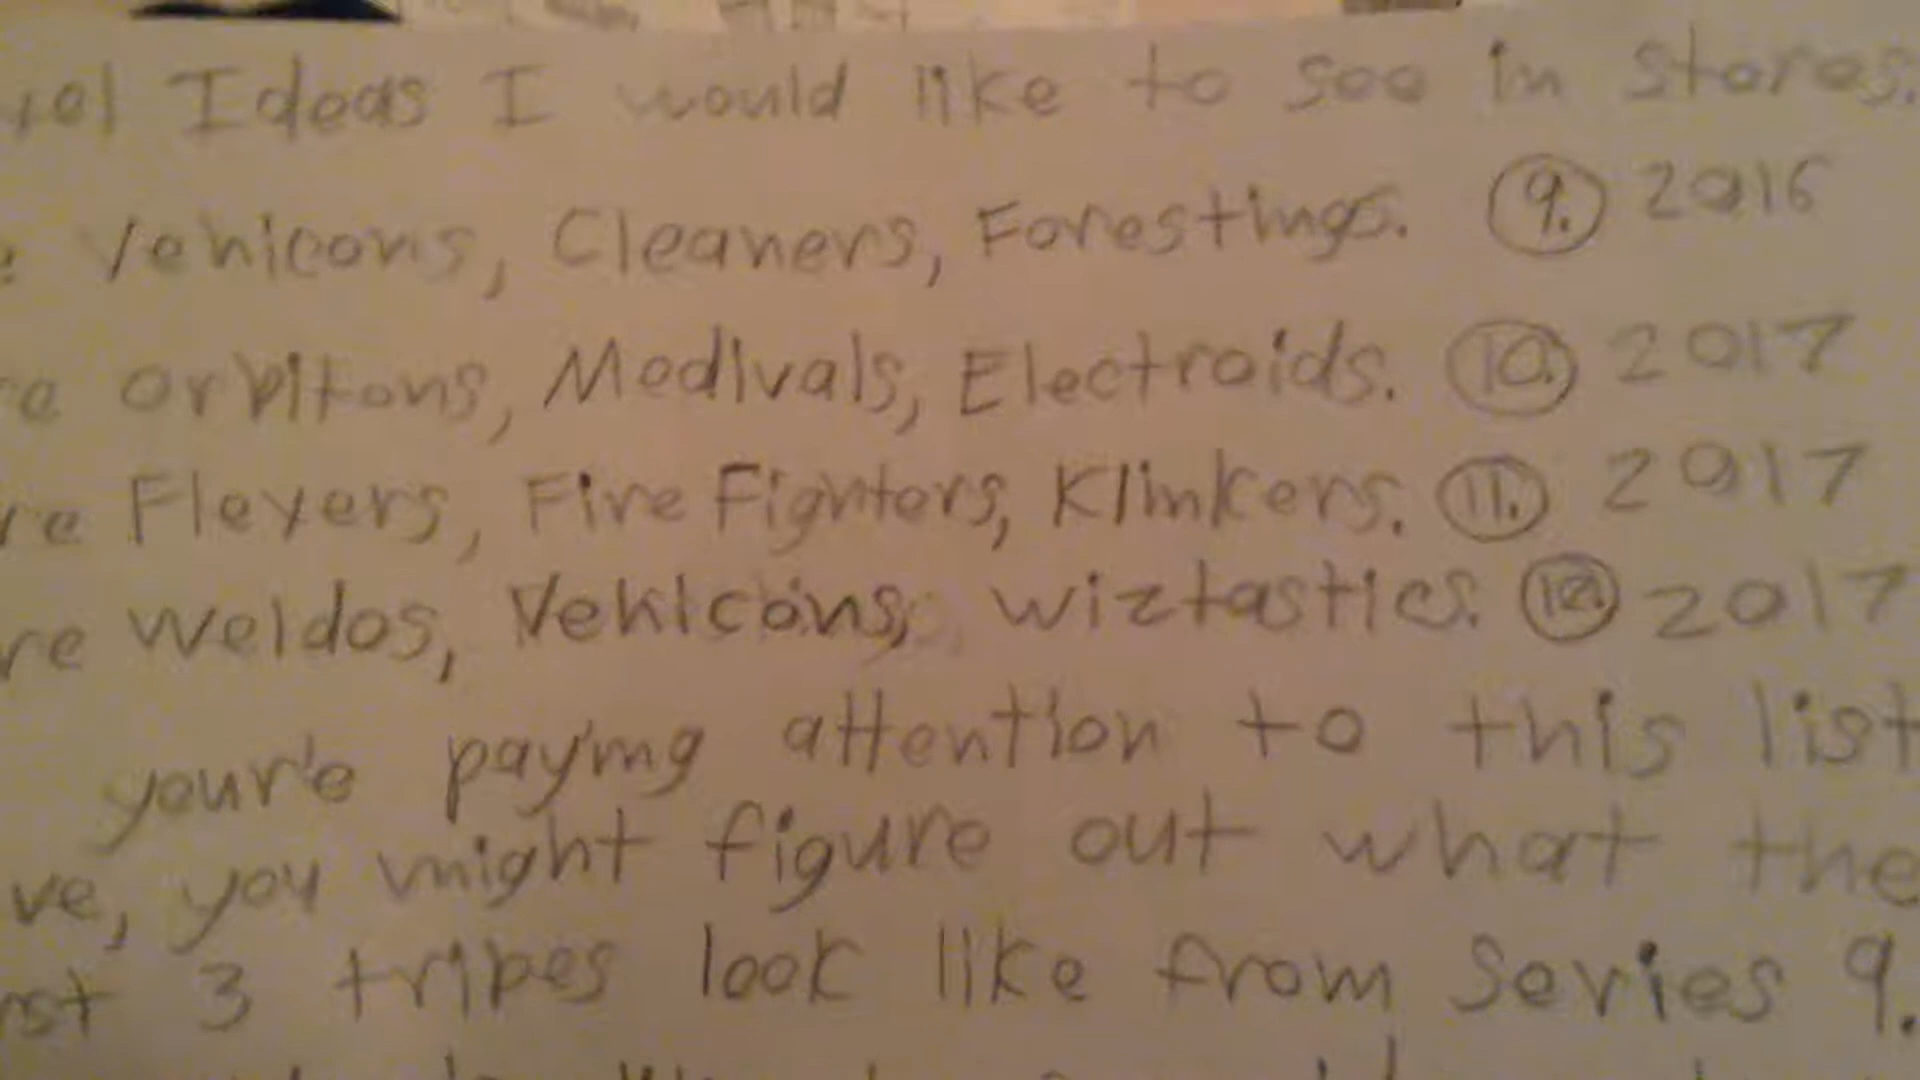 Ideas I would like to see in stores.
Vehicons, Cleaners, Forestings. 9. 2016
Orbitons, Medivals, Electroids. 10. 2017
re Fleyers, Fire Fighters, Klinkers. 11. 2017
re Weldos, Vehicons, wiztastics. 12. 2017
your'e paying attention to this list
ve, you might figure out what the
rst 3 tribes look like from Series 9.